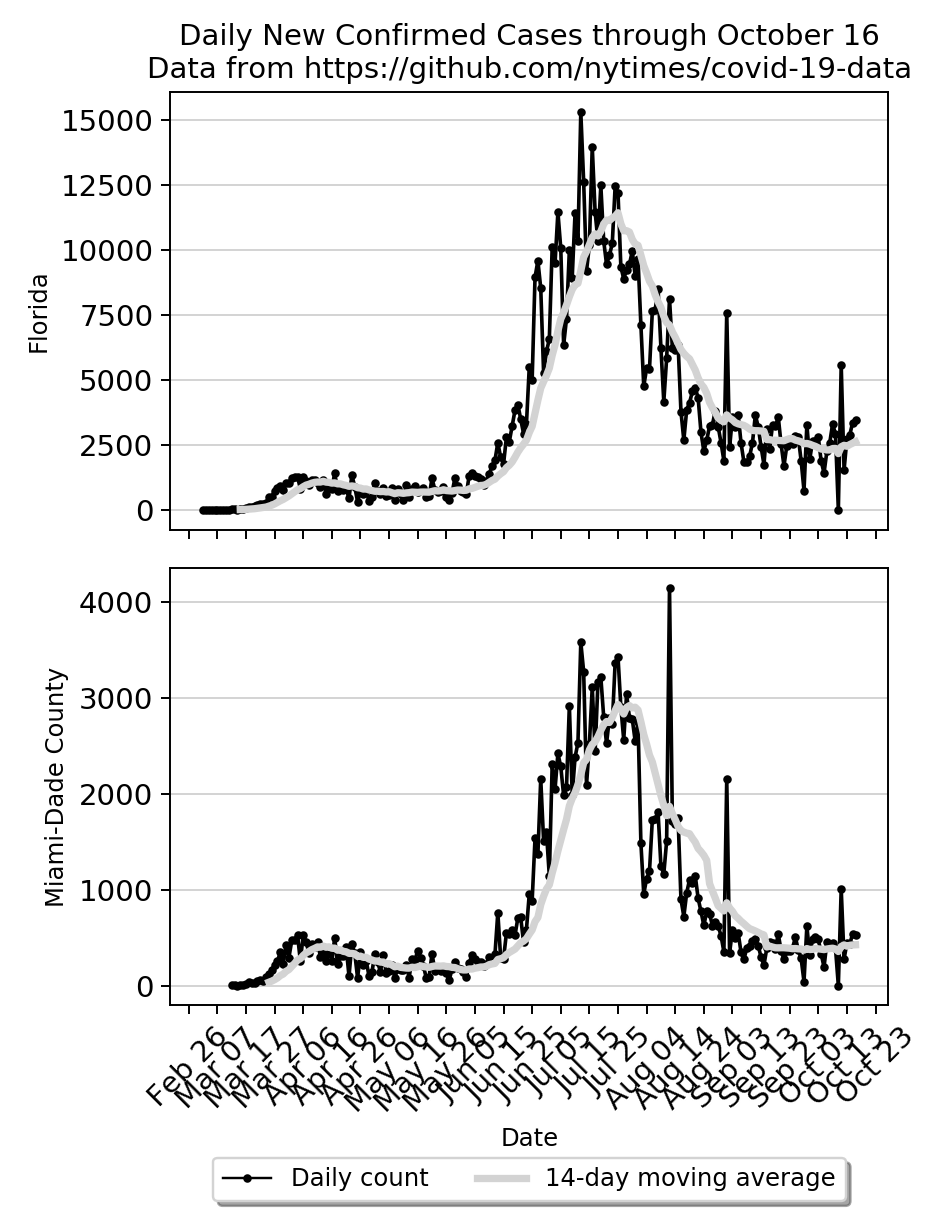 Daily New Confirmed Cases through October 16
Data from https://github.com/nytimes/covid-19-data
15000
12500
10000
7500
5000
2500
0
Florida
4000
3000
2000
1000
0
Miami-Dade County
Feb 26
Mar 07
Mar 17
Mar 27
Apr 06
Apr 16
Apr 26
May 06
May 16
May 26
Jun 05
Jun 15
Jun 25
Jul 05
Jul 15
Jul 25
Aug 04
Aug 14
Aug 24
Sep 03
Sep 13
Sep 23
Oct 03
Oct 13
Oct 23
Date
Daily count
14-day moving average